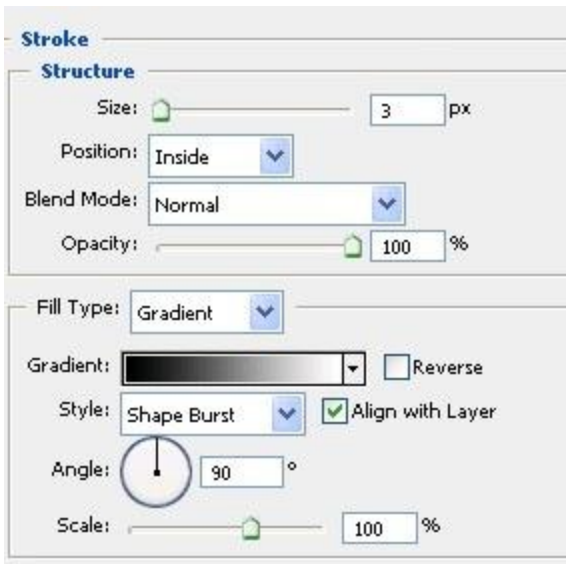 Stroke
Structure
Size: 3 px
Position: Inside
Blend Mode: Normal
Opacity: 100 %
Fill Type: Gradient
Gradient: Reverse
Style: Shape Burst Align with Layer
Angle: 90 °
Scale: 100 %